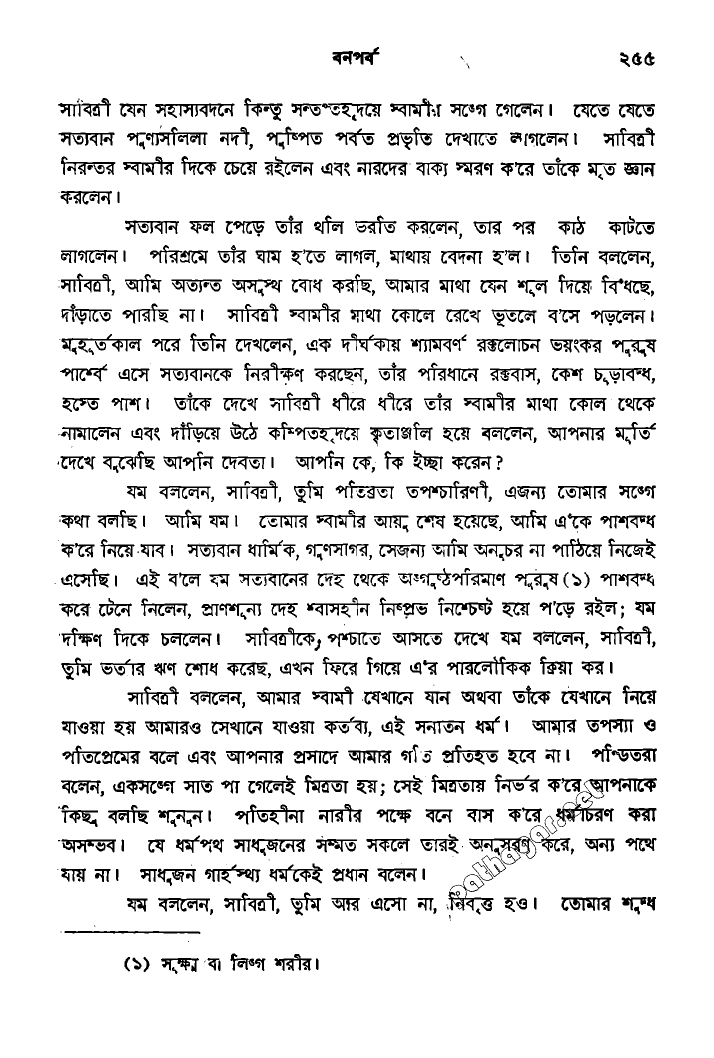 বনপর্ব ২৫৫
সাবিত্রী যেন সহাস্যবদনে কিন্তু সন্তপ্তহৃদয়ে স্বামীর সঙ্গে গেলেন। যেতে যেতে
সত্যবান পুণ্যসলিলা নদী, পুষ্পিত পর্বত প্রভৃতি দেখাতে লাগলেন। সাবিত্রী
নিরন্তর স্বামীর দিকে চেয়ে রইলেন এবং নারদের বাক্য স্মরণ ক'রে তাঁকে মৃত জ্ঞান
করলেন।
সত্যবান ফল পেড়ে তাঁর থলি ভরতি করলেন, তার পর কাঠ কাটতে
লাগলেন। পরিশ্রমে তাঁর ঘাম হ'তে লাগল, মাথায় বেদনা হ'ল। তিনি বললেন,
সাবিত্রী, আমি অত্যন্ত অসুস্থ বোধ করছি, আমার মাথা যেন শূল দিয়ে বিঁধছে,
দাঁড়াতে পারছি না। সাবিত্রী স্বামীর মাথা কোলে রেখে ভূতলে ব'সে পড়লেন।
মুহূর্তকাল পরে তিনি দেখলেন, এক দীর্ঘকায় শ্যামবর্ণ রক্তলোচন ভয়ংকর পুরুষ
পার্শ্বে এসে সত্যবানকে নিরীক্ষণ করছেন, তাঁর পরিধানে রক্তবাস, কেশ চূড়াবদ্ধ,
হস্তে পাশ। তাঁকে দেখে সাবিত্রী ধীরে ধীরে তাঁর স্বামীর মাথা কোল থেকে
নামালেন এবং দাঁড়িয়ে উঠে কম্পিতহৃদয়ে কৃতাঞ্জলি হয়ে বললেন, আপনার মূর্তি
দেখে বুঝেছি আপনি দেবতা। আপনি কে, কি ইচ্ছা করেন?
যম বললেন, সাবিত্রী, তুমি পতিব্রতা তপশ্চারিণী, এজন্য তোমার সঙ্গে
কথা বলছি। আমি যম। তোমার স্বামীর আয়ু শেষ হয়েছে, আমি এ'কে পাশবদ্ধ
ক'রে নিয়ে যাব। সত্যবান ধার্মিক, গুণসাগর, সেজন্য আমি অনুচর না পাঠিয়ে নিজেই
এসেছি। এই ব'লে যম সত্যবানের দেহ থেকে অঙ্গুষ্ঠপরিমাণ পুরুষ (১) পাশবদ্ধ
করে টেনে নিলেন, প্রাণশূন্য দেহ শ্বাসহীন নিষ্প্রভ নিশ্চেষ্ট হয়ে প'ড়ে রইল; যম
দক্ষিণ দিকে চললেন। সাবিত্রীকে পশ্চাতে আসতে দেখে যম বললেন, সাবিত্রী,
তুমি ভর্তার ঋণ শোধ করেছ, এখন ফিরে গিয়ে এ'র পারলৌকিক ক্রিয়া কর।
সাবিত্রী বললেন, আমার স্বামী যেখানে যান অথবা তাঁকে যেখানে নিয়ে
যাওয়া হয় আমারও সেখানে যাওয়া কর্তব্য, এই সনাতন ধর্ম। আমার তপস্যা ও
পতিপ্রেমের বলে এবং আপনার প্রসাদে আমার গতি প্রতিহত হবে না। পণ্ডিতরা
বলেন, একসঙ্গে সাত পা গেলেই মিত্রতা হয়; সেই মিত্রতায় নির্ভর ক'রে আপনাকে
কিছু বলছি শুনুন। পতিহীনা নারীর পক্ষে বনে বাস ক'রে ধর্মাচরণ করা
অসম্ভব। যে ধর্মপথ সাধুজনের সম্মত সকলে তারই অনুসরণ করে, অন্য পথে
যায় না। সাধুজন গার্হস্থ্য ধর্মকেই প্রধান বলেন।
যম বললেন, সাবিত্রী, তুমি আর এসো না, নিবৃত্ত হও। তোমার শুদ্ধ
(১) সূক্ষ্ম বা লিঙ্গ শরীর।
pathagar.net